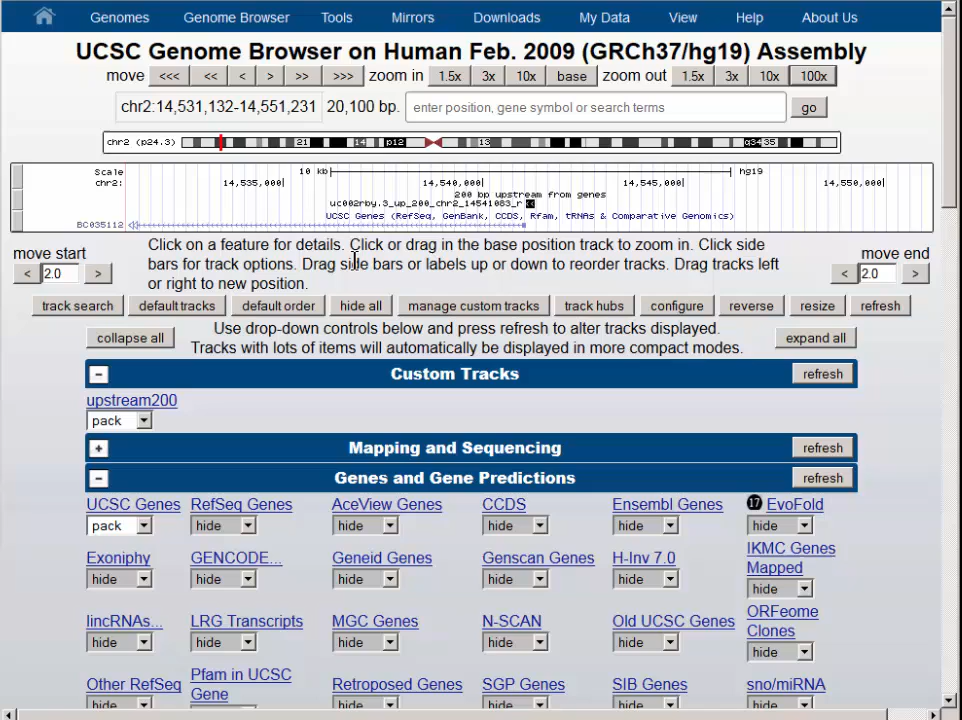 Genomes Genome Browser Tools Mirrors Downloads My Data View Help About Us
UCSC Genome Browser on Human Feb. 2009 (GRCh37/hg19) Assembly
move <<< << < > >> >>> zoom in 1.5x 3x 10x base zoom out 1.5x 3x 10x 100x
chr2:14,531,132-14,551,231 20,100 bp. enter position, gene symbol or search terms go
chr2 (p24.3) 21 14 p12 13 q34 35
Scale 10 kb hg19
chr2: 14,535,000 14,540,000 14,545,000 14,550,000
200 bp upstream from genes
uc002rby.3_up_200_chr2_14541083_r
UCSC Genes (RefSeq, GenBank, CCDS, Rfam, tRNAs & Comparative Genomics)
BC035112
move start Click on a feature for details. Click or drag in the base position track to zoom in. Click side move end
< 2.0 > bars for track options. Drag side bars or labels up or down to reorder tracks. Drag tracks left < 2.0 >
or right to new position.
track search default tracks default order hide all manage custom tracks track hubs configure reverse resize refresh
collapse all Use drop-down controls below and press refresh to alter tracks displayed. expand all
Tracks with lots of items will automatically be displayed in more compact modes.
- Custom Tracks refresh
upstream200
pack
+ Mapping and Sequencing refresh
- Genes and Gene Predictions refresh
UCSC Genes RefSeq Genes AceView Genes CCDS Ensembl Genes 17 EvoFold
pack hide hide hide hide hide
Exoniphy GENCODE... Geneid Genes Genscan Genes H-Inv 7.0 IKMC Genes
Mapped
hide hide hide hide hide hide
lincRNAs... LRG Transcripts MGC Genes N-SCAN Old UCSC Genes ORFeome
Clones
hide hide hide hide hide hide
Other RefSeq Pfam in UCSC
Gene Retroposed Genes SGP Genes SIB Genes sno/miRNA
hide hide hide hide hide